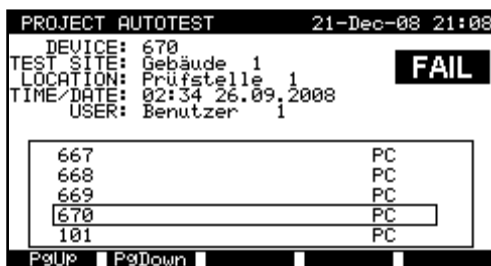 PROJECT AUTOTEST 21-Dec-08 21:08
DEVICE: 670
TEST SITE: Gebäude 1
LOCATION: Prüfstelle 1
TIME/DATE: 02:34 26.09.2008
USER: Benutzer 1
FAIL
667 PC
668 PC
669 PC
670 PC
101 PC
PgUp PgDown